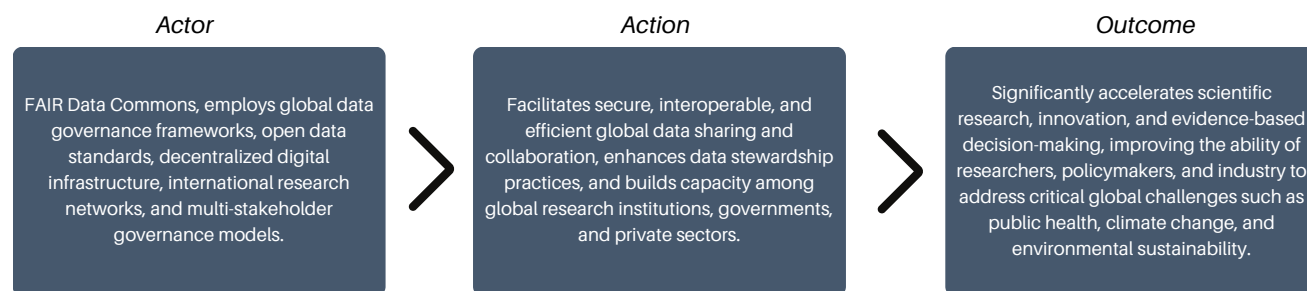 Actor
FAIR Data Commons, employs global data
governance frameworks, open data
standards, decentralized digital
infrastructure, international research
networks, and multi-stakeholder
governance models.
Action
Facilitates secure, interoperable, and
efficient global data sharing and
collaboration, enhances data stewardship
practices, and builds capacity among
global research institutions, governments,
and private sectors.
Outcome
Significantly accelerates scientific
research, innovation, and evidence-based
decision-making, improving the ability of
researchers, policymakers, and industry to
address critical global challenges such as
public health, climate change, and
environmental sustainability.